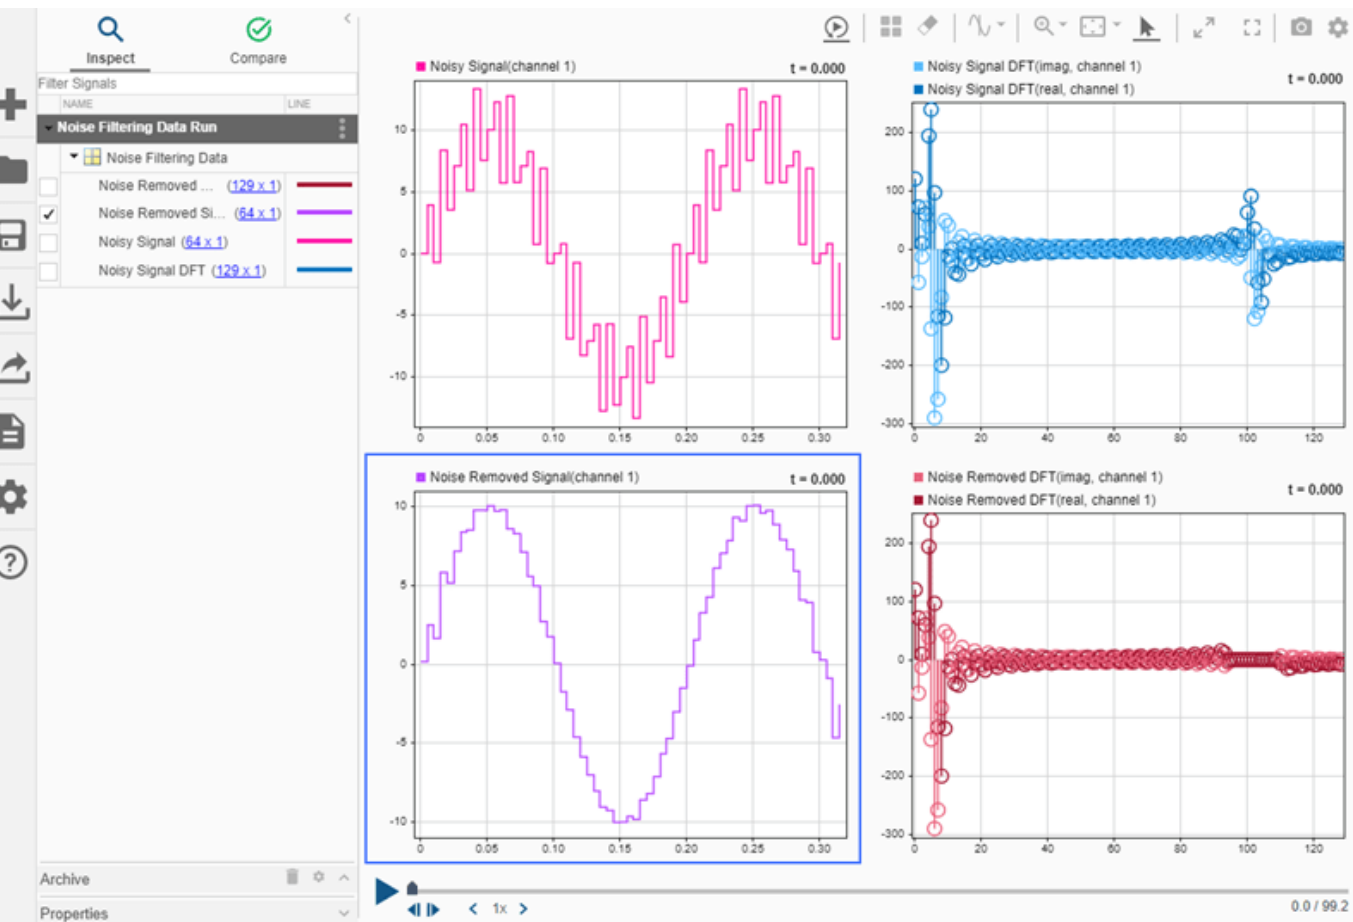 Inspect
Compare
Filter Signals
NAME LINE
Noise Filtering Data Run
Noise Filtering Data
Noise Removed ... (129 x 1)
Noise Removed Si... (64 x 1)
Noisy Signal (64 x 1)
Noisy Signal DFT (129 x 1)
Archive
Properties
Noisy Signal(channel 1) t = 0.000
10
5
0
-5
-10
0 0.05 0.10 0.15 0.20 0.25 0.30
Noisy Signal DFT(imag, channel 1)
Noisy Signal DFT(real, channel 1)
t = 0.000
200
100
0
-100
-200
-300
0 20 40 60 80 100 120
Noise Removed Signal(channel 1) t = 0.000
10
5
0
-5
-10
0 0.05 0.10 0.15 0.20 0.25 0.30
Noise Removed DFT(imag, channel 1)
Noise Removed DFT(real, channel 1)
t = 0.000
200
100
0
-100
-200
-300
0 20 40 60 80 100 120
1x
0.0 / 99.2